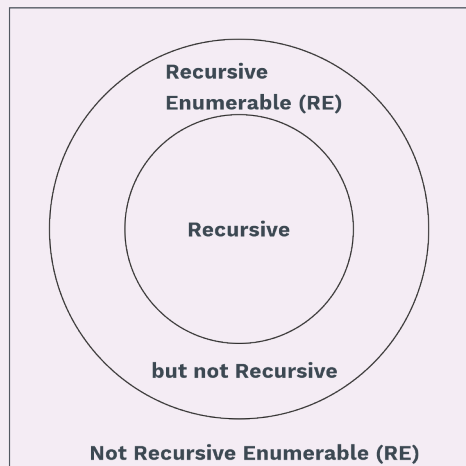 Recursive
Enumerable (RE)
Recursive
but not Recursive
Not Recursive Enumerable (RE)